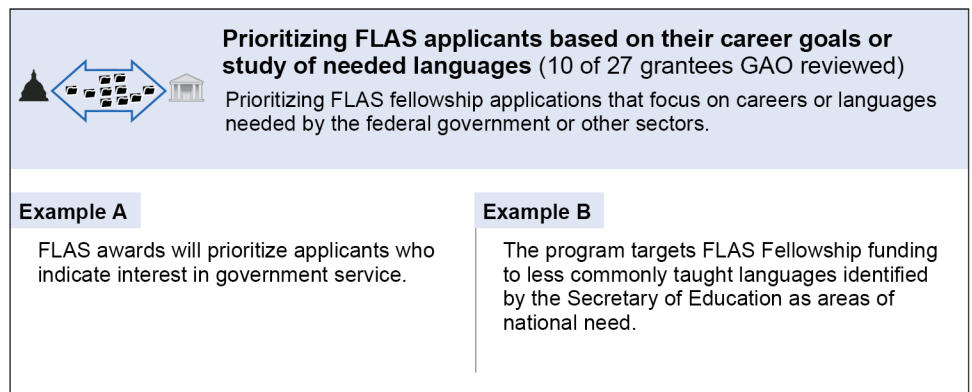 Prioritizing FLAS applicants based on their career goals or
study of needed languages (10 of 27 grantees GAO reviewed)
Prioritizing FLAS fellowship applications that focus on careers or languages
needed by the federal government or other sectors.
Example A
FLAS awards will prioritize applicants who
indicate interest in government service.
Example B
The program targets FLAS Fellowship funding
to less commonly taught languages identified
by the Secretary of Education as areas of
national need.